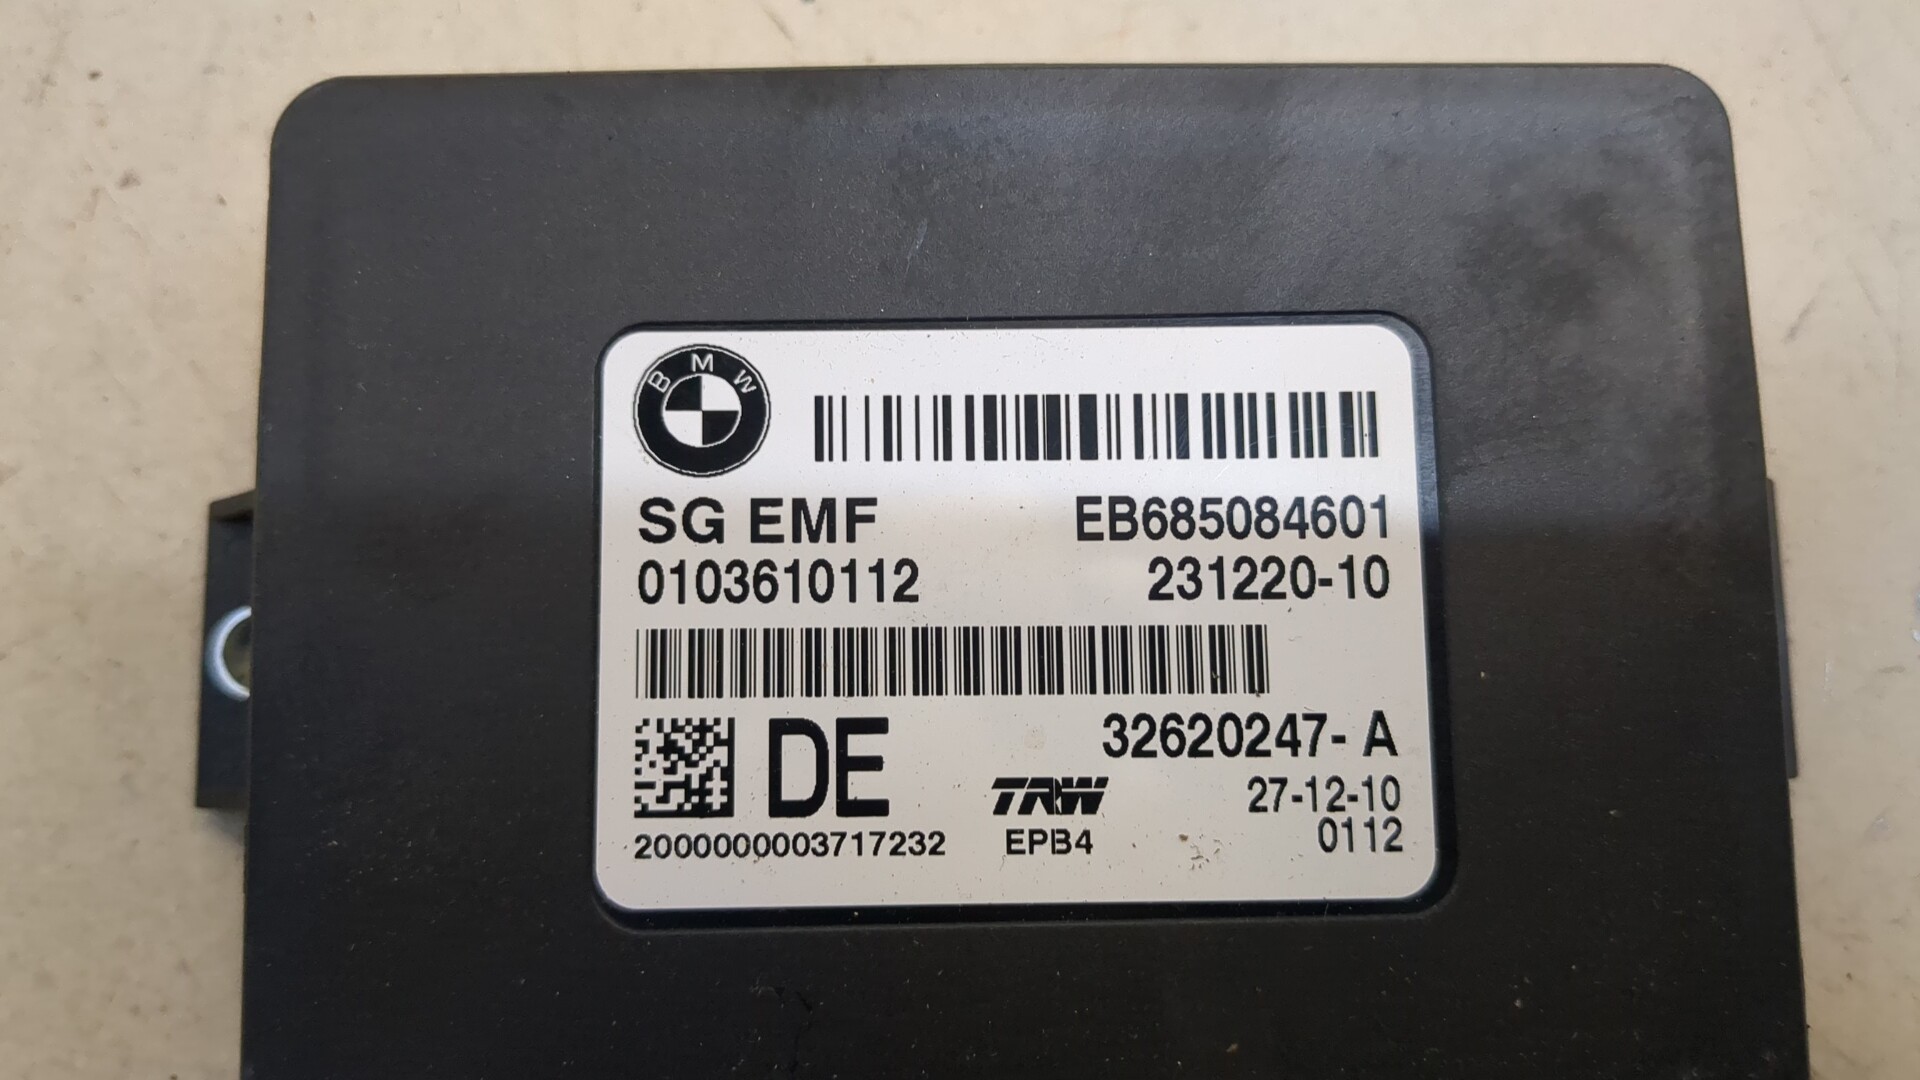 BMW
SG EMF EB685084601
0103610112 231220-10
DE 32620247- A
TRW 27-12-10
2000000003717232 EPB4 0112